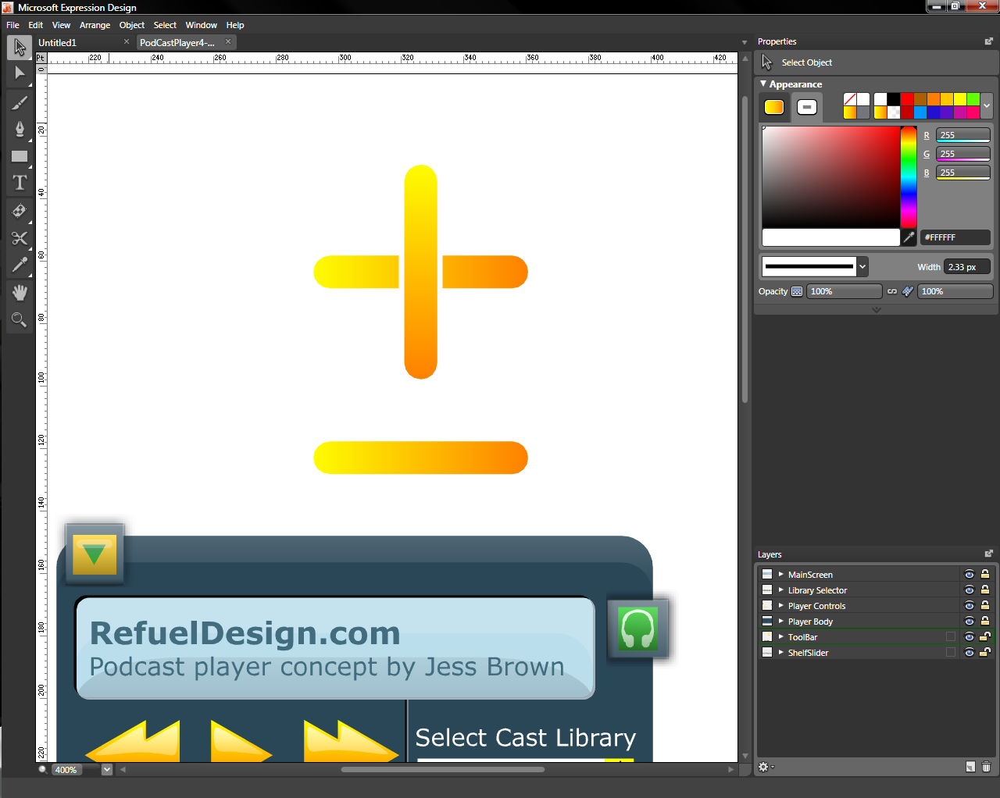 Microsoft Expression Design
File Edit View Arrange Object Select Window Help
Untitled1 × PodCastPlayer4-... ×
Pt 220 240 260 280 300 320 340 360 380 400 420
0
20
40
60
80
100
120
140
160
180
200
220
RefuelDesign.com
Podcast player concept by Jess Brown
Select Cast Library
400%
Properties
Select Object
Appearance
R 255
G 255
B 255
#FFFFFF
Width 2.33 px
Opacity 100% 100%
Layers
MainScreen
Library Selector
Player Controls
Player Body
ToolBar
ShelfSlider